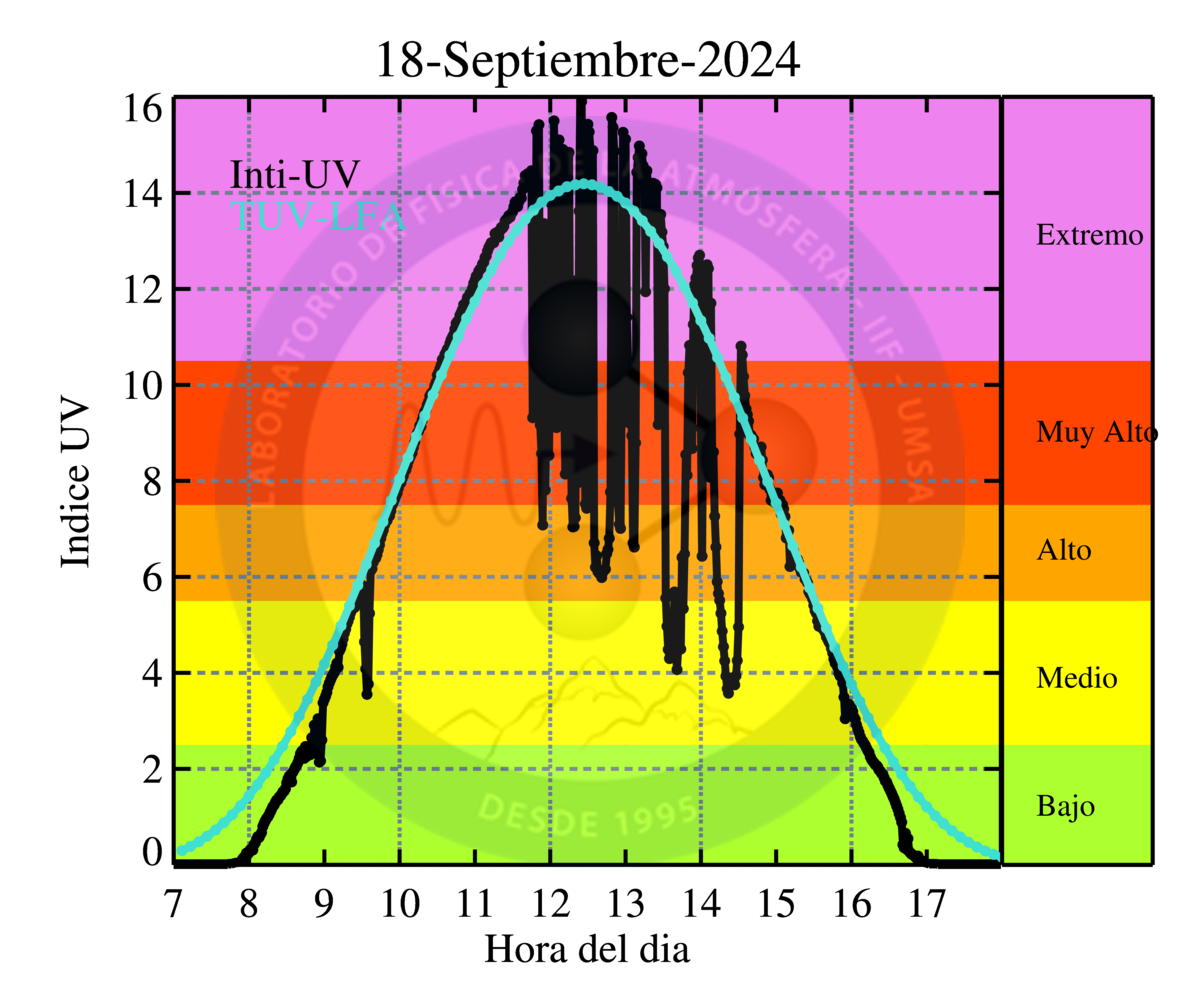 18-Septiembre-2024
Inti-UV
TUV-LFA
LABORATORIO DE FÍSICA DE LA ATMÓSFERA - IIF - UMSA
DESDE 1995
Indice UV
16
14
12
10
8
6
4
2
0
Extremo
Muy Alto
Alto
Medio
Bajo
7 8 9 10 11 12 13 14 15 16 17
Hora del dia